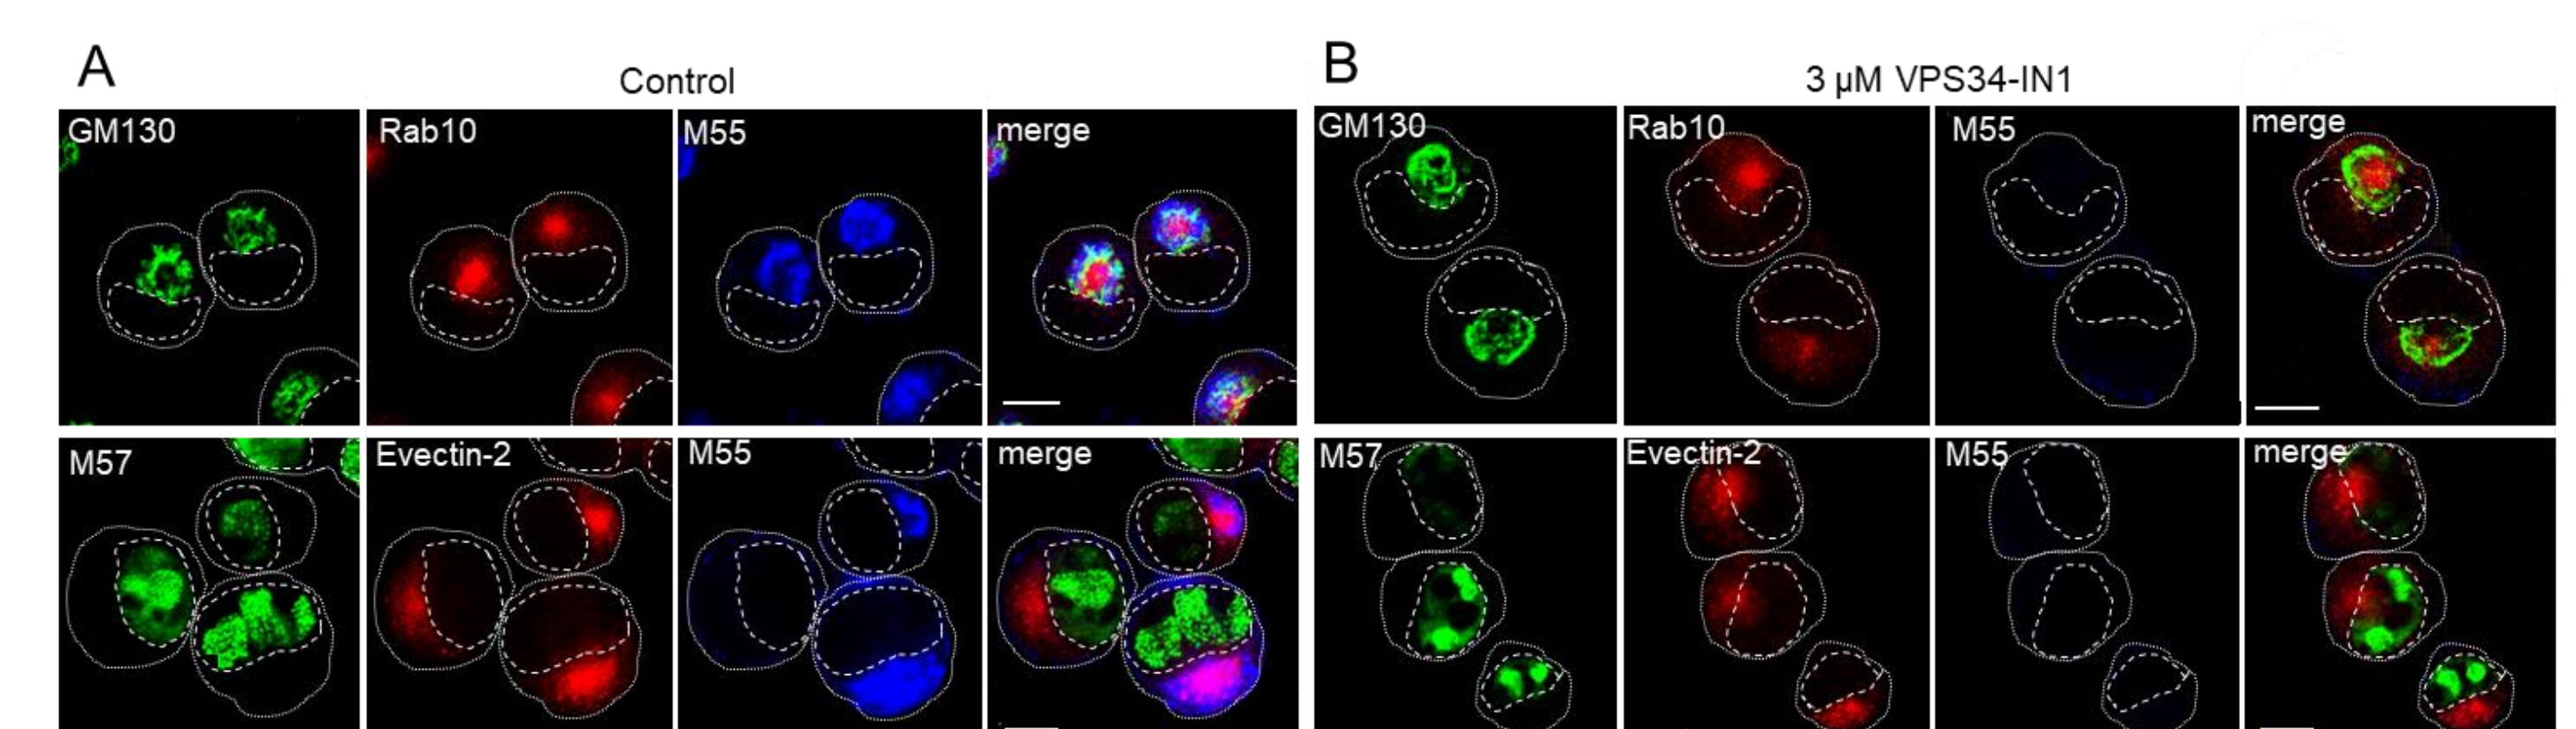 A
Control
GM130 Rab10 M55 merge
M57 Evectin-2 M55 merge
B
3 µM VPS34-IN1
GM130 Rab10 M55 merge
M57 Evectin-2 M55 merge